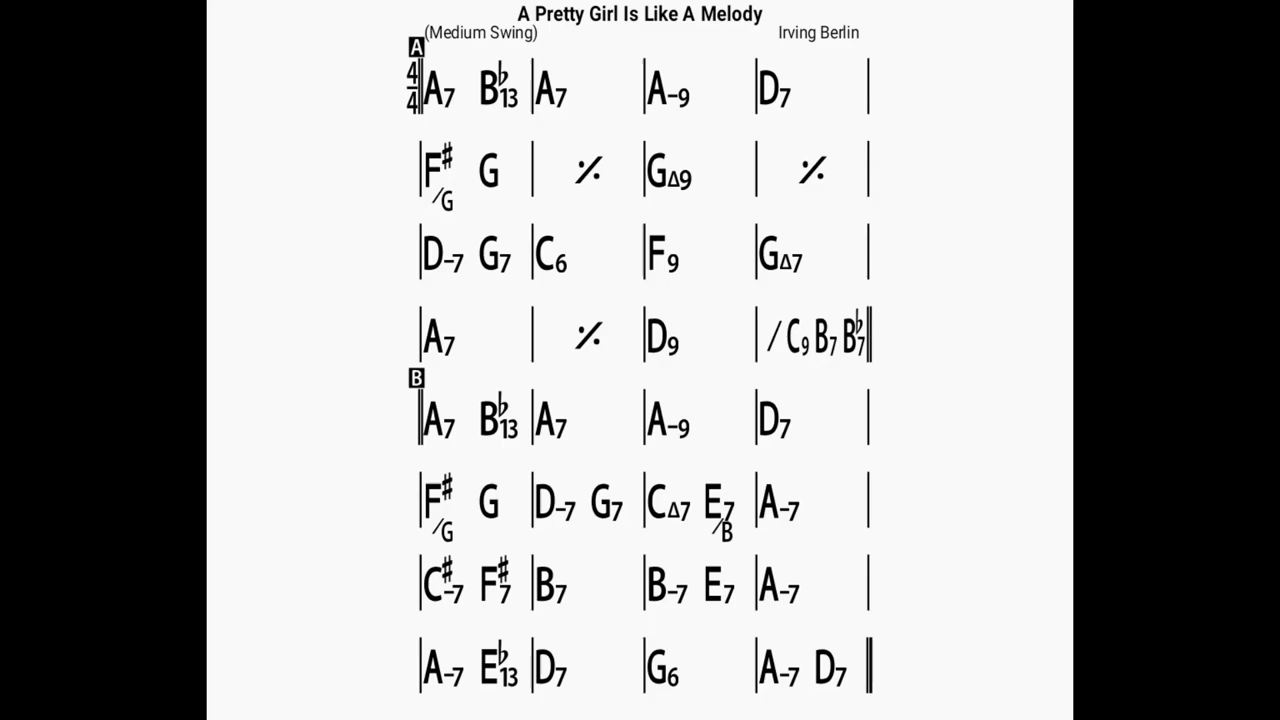 A Pretty Girl Is Like A Melody
(Medium Swing) Irving Berlin
A
4/4 A7 B♭13 | A7 | A-9 | D7 |
| F♯/G G | 𝄎 | GΔ9 | 𝄎 |
| D-7 G7 | C6 | F9 | GΔ7 |
| A7 | 𝄎 | D9 | / C9 B7 B♭7 ||
B
|| A7 B♭13 | A7 | A-9 | D7 |
| F♯/G G | D-7 G7 | CΔ7 E7/B | A-7 |
| C♯-7 F♯7 | B7 | B-7 E7 | A-7 |
| A-7 E♭13 | D7 | G6 | A-7 D7 ||